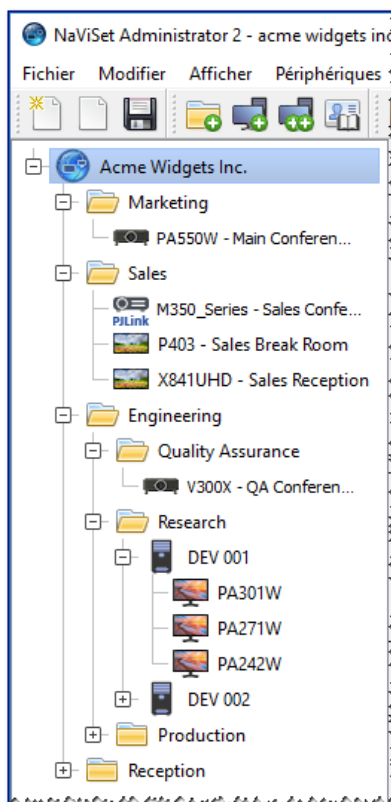 NaViSet Administrator 2 - acme widgets inc
Fichier Modifier Afficher Périphériques
Acme Widgets Inc.
Marketing
PA550W - Main Conferen...
Sales
PJLink M350_Series - Sales Confe...
P403 - Sales Break Room
X841UHD - Sales Reception
Engineering
Quality Assurance
V300X - QA Conferen...
Research
DEV 001
PA301W
PA271W
PA242W
DEV 002
Production
Reception